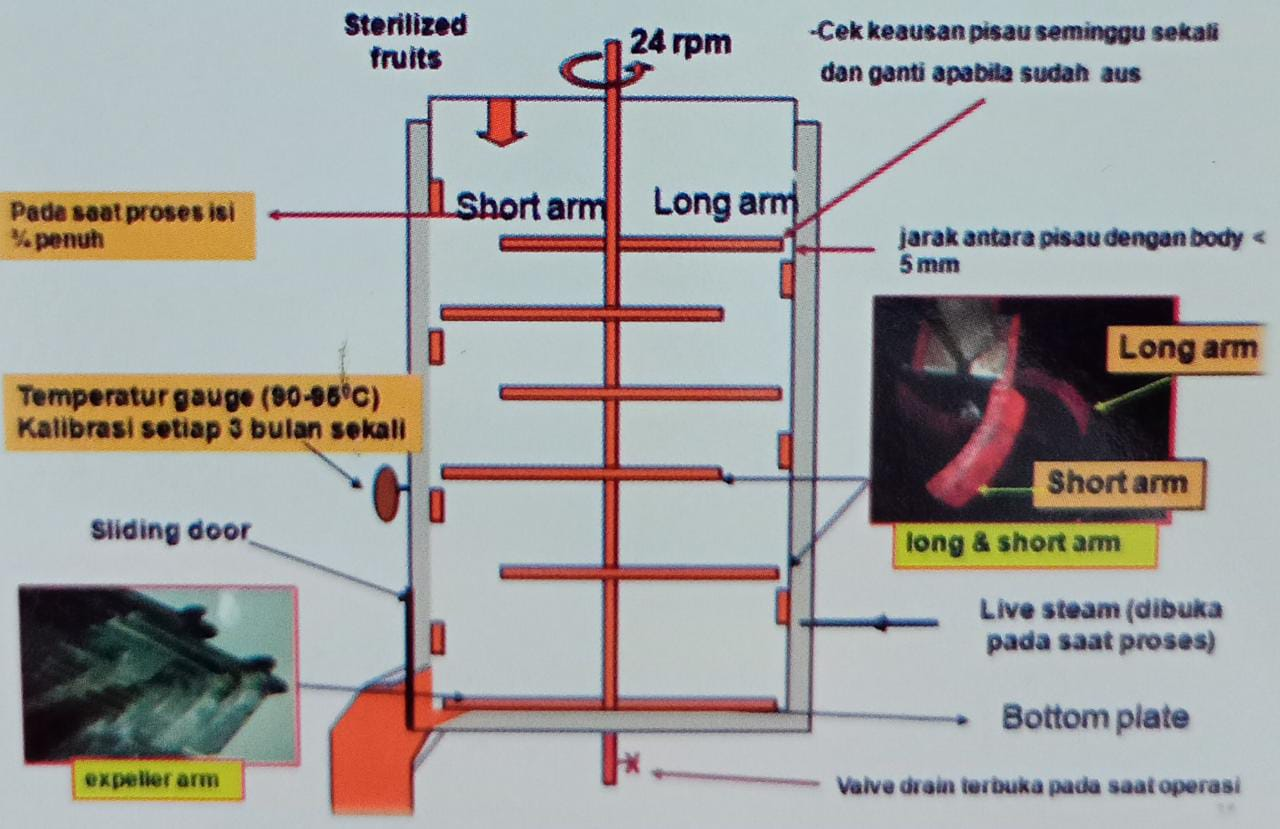 Sterilized
fruits
24 rpm
-Cek keausan pisau seminggu sekali
dan ganti apabila sudah aus
Pada saat proses isi
¾ penuh
Short arm
Long arm
jarak antara pisau dengan body <
5 mm
Long arm
Short arm
long & short arm
Temperatur gauge (90-95⁰C)
Kalibrasi setiap 3 bulan sekali
Sliding door
Live steam (dibuka
pada saat proses)
Bottom plate
expeller arm
Valve drain terbuka pada saat operasi